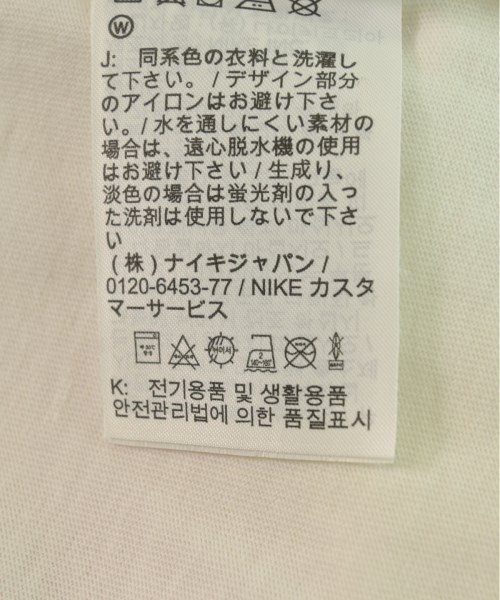 W
J: 同系色の衣料と洗濯し
て下さい。/ デザイン部分
のアイロンはお避け下さ
い。/ 水を通しにくい素材の
場合は、遠心脱水機の使用
はお避け下さい / 生成り、
淡色の場合は蛍光剤の入っ
た洗剤は使用しないで下さ
い
(株) ナイキジャパン /
0120-6453-77 / NIKE カスタ
マーサービス
K: 전기용품 및 생활용품
안전관리법에 의한 품질표시